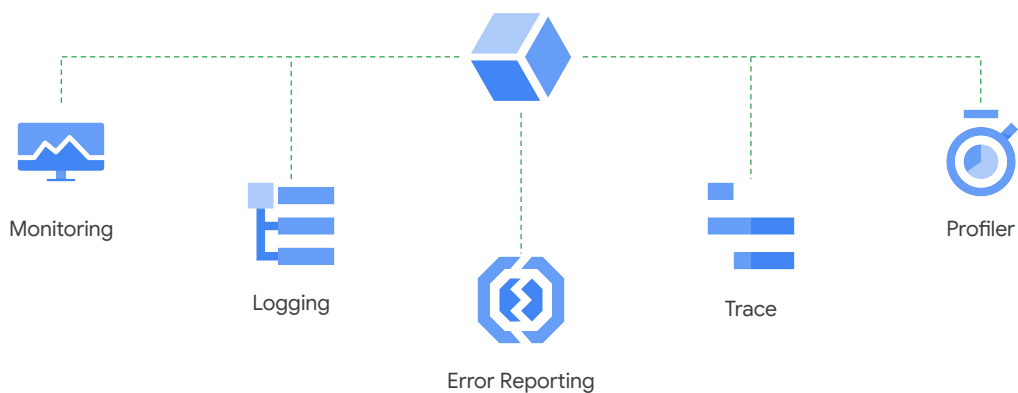 Monitoring
Logging
Error Reporting
Trace
Profiler